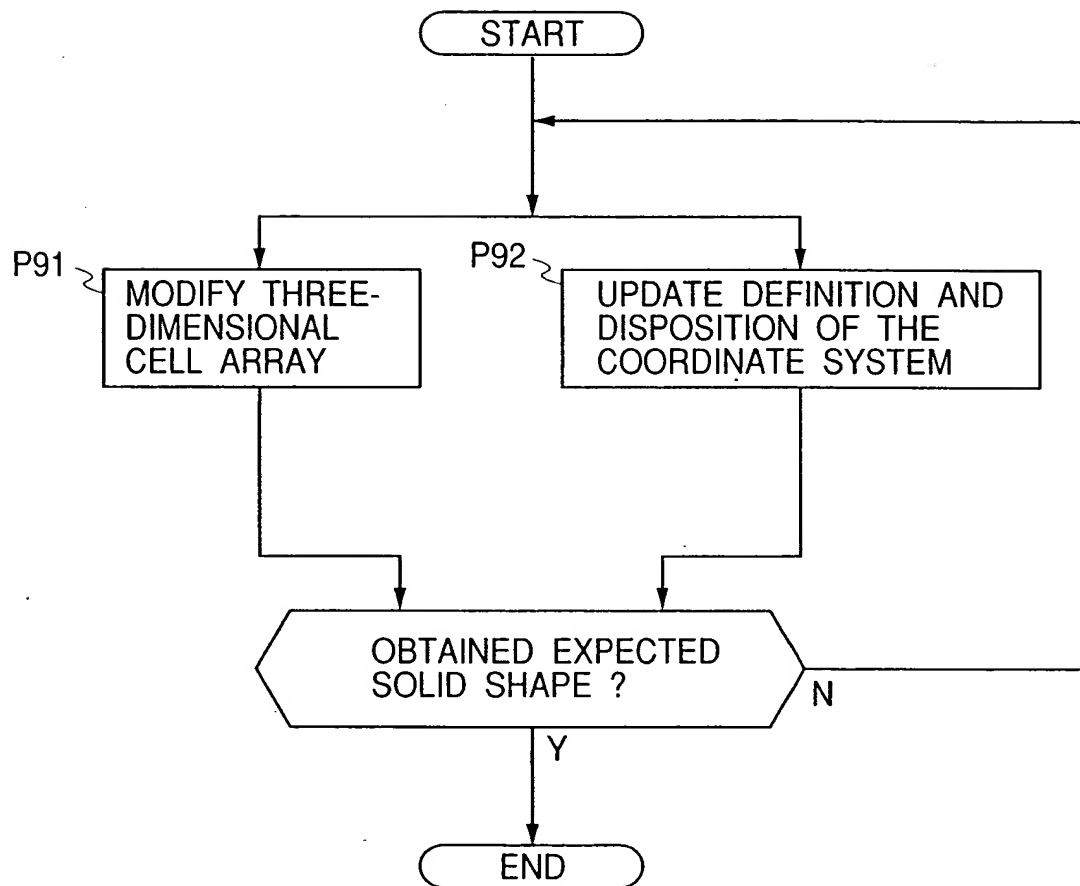 START
P91
MODIFY THREE-
DIMENSIONAL
CELL ARRAY
P92
UPDATE DEFINITION AND
DISPOSITION OF THE
COORDINATE SYSTEM
OBTAINED EXPECTED
SOLID SHAPE ?
N
Y
END